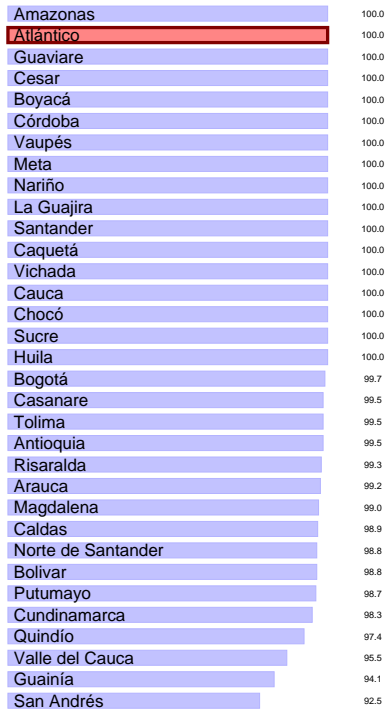 Amazonas 100.0
Atlántico 100.0
Guaviare 100.0
Cesar 100.0
Boyacá 100.0
Córdoba 100.0
Vaupés 100.0
Meta 100.0
Nariño 100.0
La Guajira 100.0
Santander 100.0
Caquetá 100.0
Vichada 100.0
Cauca 100.0
Chocó 100.0
Sucre 100.0
Huila 100.0
Bogotá 99.7
Casanare 99.5
Tolima 99.5
Antioquia 99.5
Risaralda 99.3
Arauca 99.2
Magdalena 99.0
Caldas 98.9
Norte de Santander 98.8
Bolivar 98.8
Putumayo 98.7
Cundinamarca 98.3
Quindío 97.4
Valle del Cauca 95.5
Guainía 94.1
San Andrés 92.5